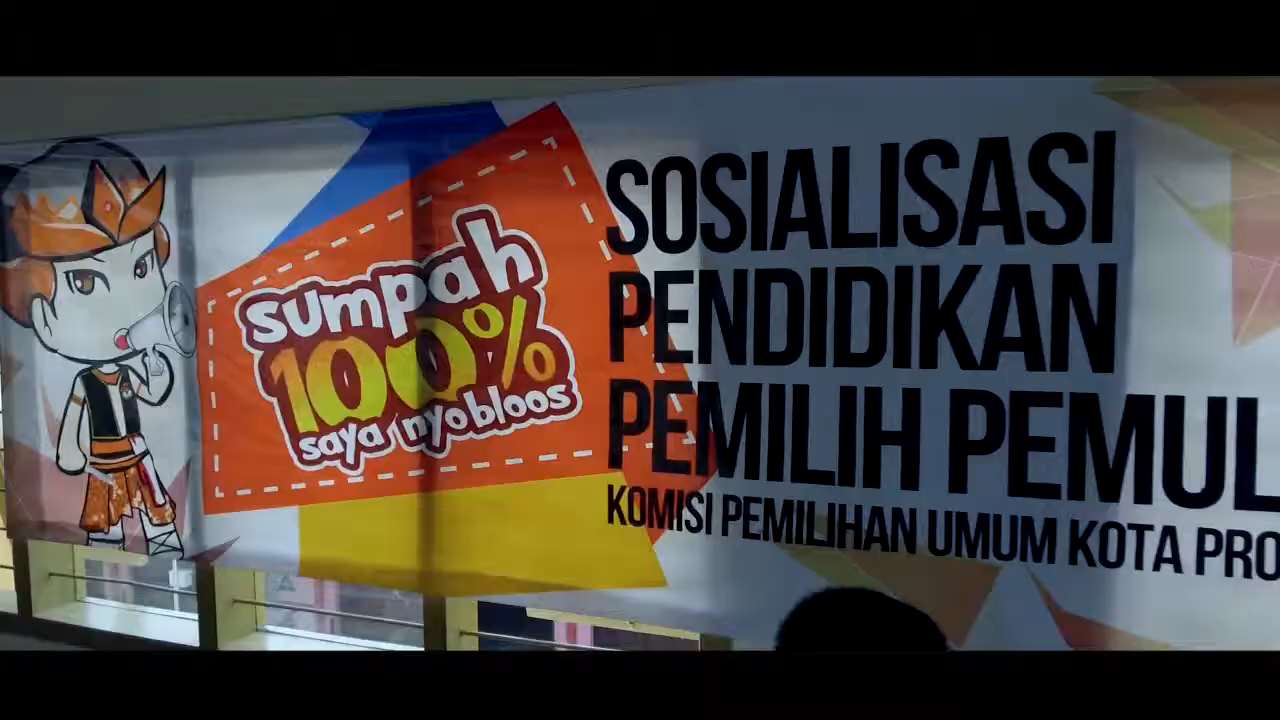 sumpah
100%
saya nyobloos
SOSIALISASI
PENDIDIKAN
PEMILIH PEMUL
KOMISI PEMILIHAN UMUM KOTA PRO